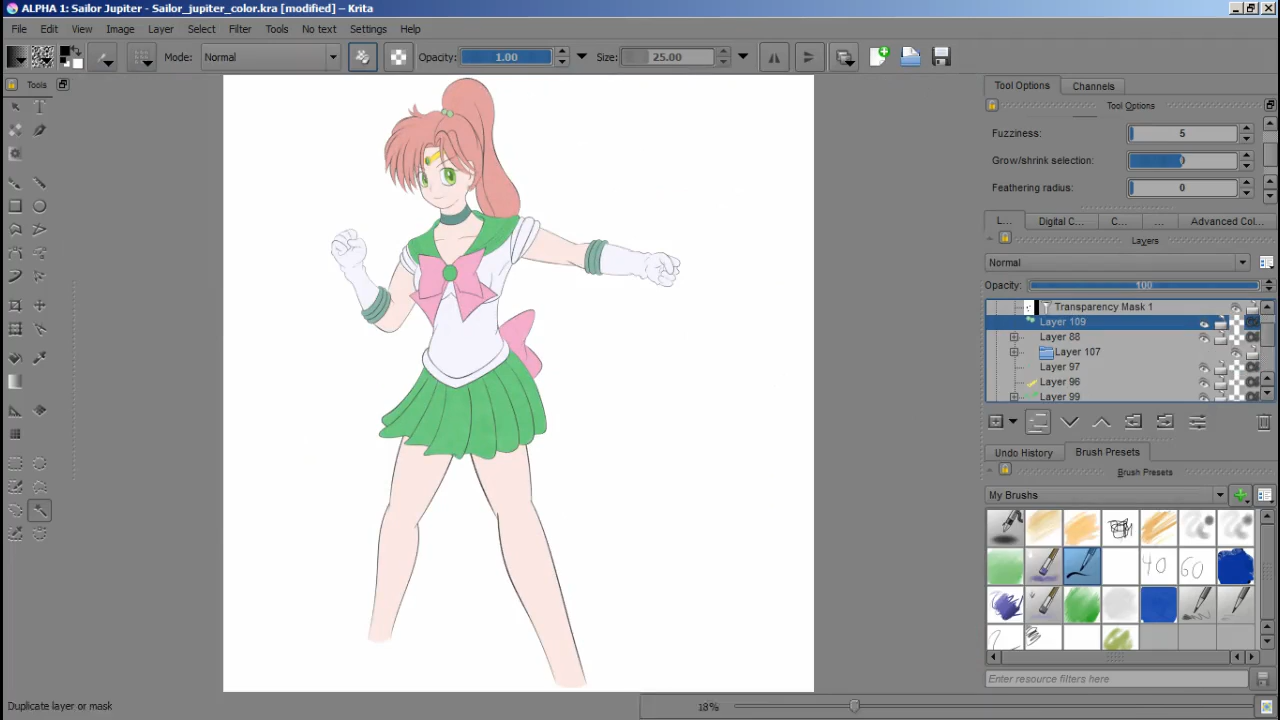 ALPHA 1: Sailor Jupiter - Sailor_jupiter_color.kra [modified] – Krita
File Edit View Image Layer Select Filter Tools No text Settings Help
Mode: Normal Opacity: 1.00 Size: 25.00
Tools
Tool Options Channels
Tool Options
Fuzziness: 5
Grow/shrink selection: 0
Feathering radius: 0
L... Digital C... C... ... Advanced Col...
Layers
Normal
Opacity: 100
Transparency Mask 1
Layer 109
Layer 88
Layer 107
Layer 97
Layer 96
Layer 99
Undo History Brush Presets
Brush Presets
My Brushes
40 60
Enter resource filters here
Duplicate layer or mask 18%